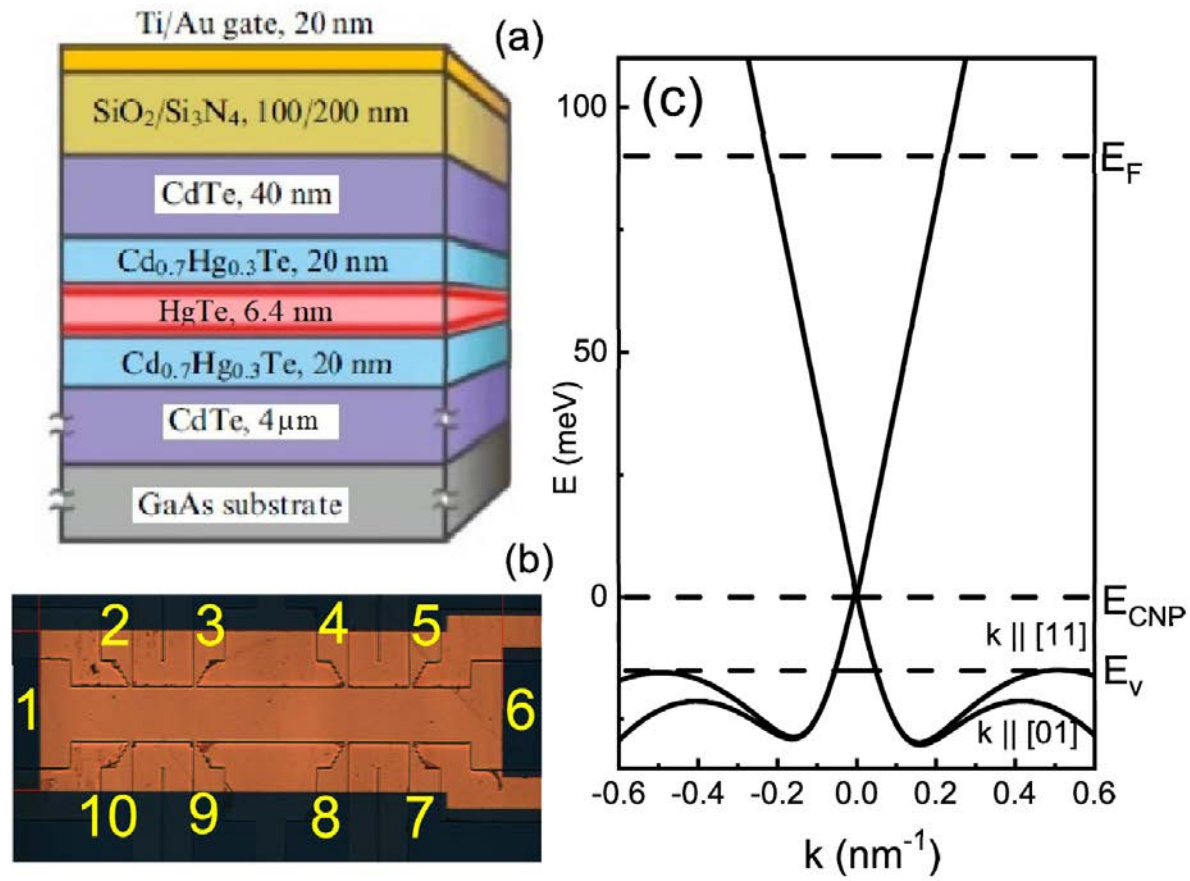 Ti/Au gate, 20 nm
(a)
SiO₂/Si₃N₄, 100/200 nm
CdTe, 40 nm
Cd₀.₇Hg₀.₃Te, 20 nm
HgTe, 6.4 nm
Cd₀.₇Hg₀.₃Te, 20 nm
CdTe, 4μm
GaAs substrate
(b)
2 3 4 5
1 6
10 9 8 7
(c)
100
50
0
E (meV)
E_F
E_CNP
k || [11]
E_v
k || [01]
-0.6 -0.4 -0.2 0.0 0.2 0.4 0.6
k (nm⁻¹)